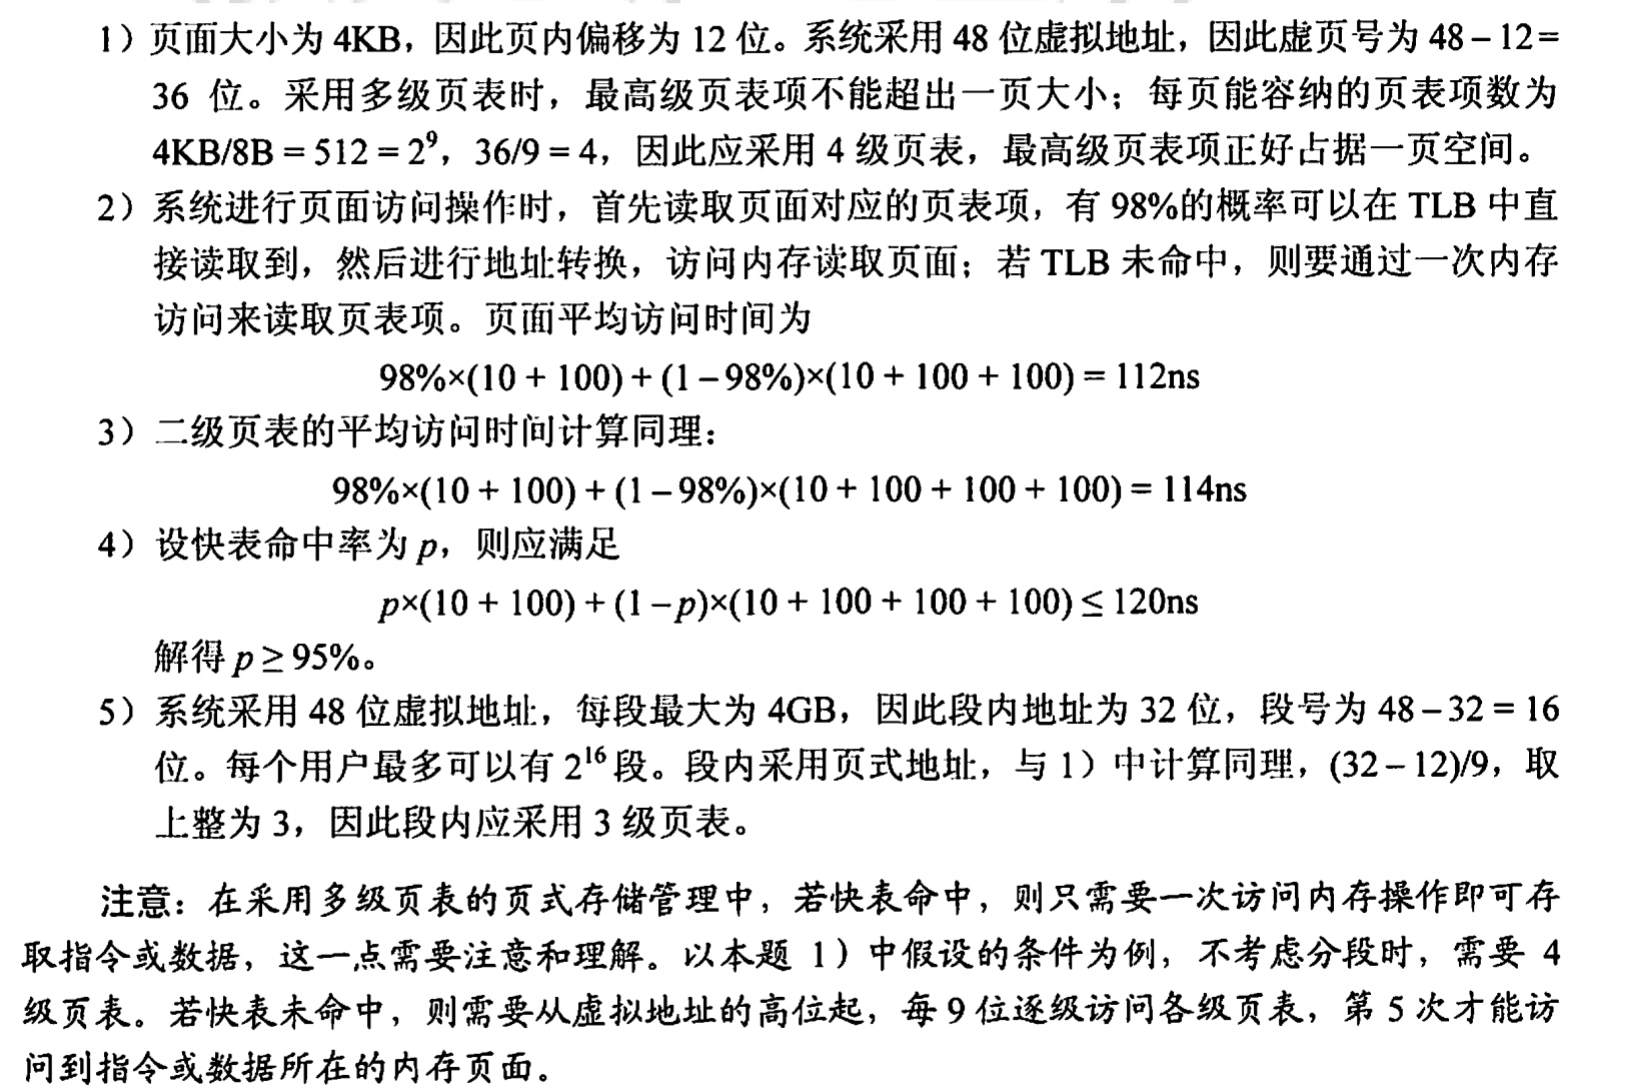 1）页面大小为 4KB，因此页内偏移为 12 位。系统采用 48 位虚拟地址，因此虚页号为 48 – 12 =
36 位。采用多级页表时，最高级页表项不能超出一页大小；每页能容纳的页表项数为
4KB/8B = 512 = 2⁹，36/9 = 4，因此应采用 4 级页表，最高级页表项正好占据一页空间。
2）系统进行页面访问操作时，首先读取页面对应的页表项，有 98%的概率可以在 TLB 中直
接读取到，然后进行地址转换，访问内存读取页面；若 TLB 未命中，则要通过一次内存
访问来读取页表项。页面平均访问时间为
98%×(10 + 100) + (1 – 98%)×(10 + 100 + 100) = 112ns
3）二级页表的平均访问时间计算同理：
98%×(10 + 100) + (1 – 98%)×(10 + 100 + 100 + 100) = 114ns
4）设快表命中率为 p，则应满足
p×(10 + 100) + (1 – p)×(10 + 100 + 100 + 100) ≤ 120ns
解得 p ≥ 95%。
5）系统采用 48 位虚拟地址，每段最大为 4GB，因此段内地址为 32 位，段号为 48 – 32 = 16
位。每个用户最多可以有 2¹⁶ 段。段内采用页式地址，与 1）中计算同理，(32 – 12)/9，取
上整为 3，因此段内应采用 3 级页表。
注意：在采用多级页表的页式存储管理中，若快表命中，则只需要一次访问内存操作即可存
取指令或数据，这一点需要注意和理解。以本题 1）中假设的条件为例，不考虑分段时，需要 4
级页表。若快表未命中，则需要从虚拟地址的高位起，每 9 位逐级访问各级页表，第 5 次才能访
问到指令或数据所在的内存页面。